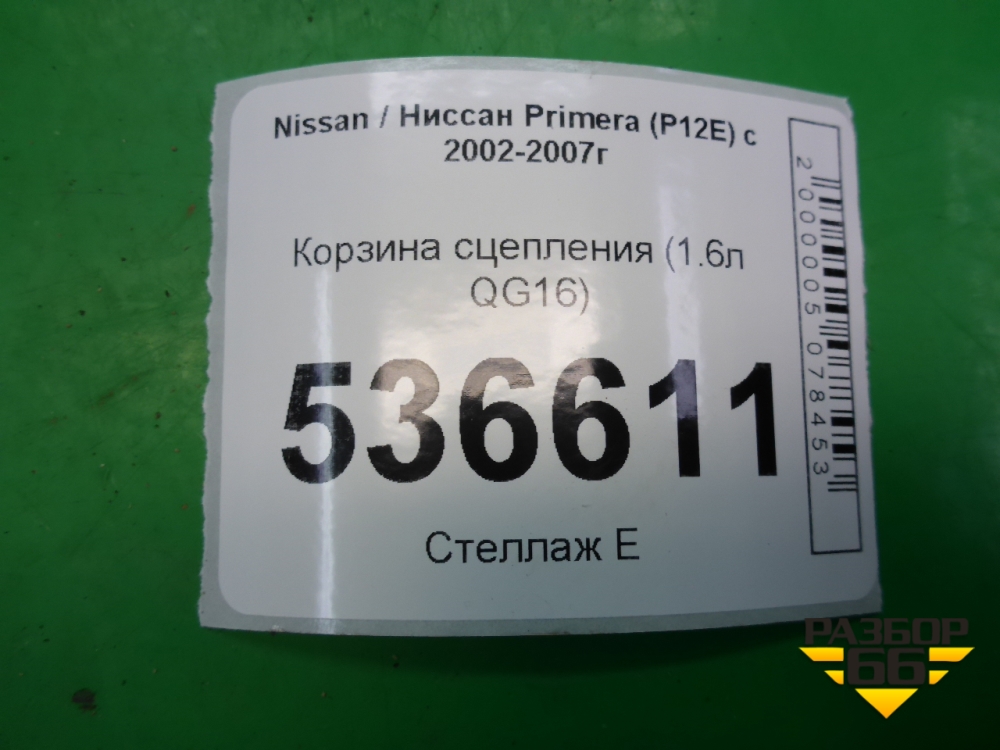 Nissan / Ниссан Primera (P12E) с
2002-2007г
Корзина сцепления (1.6л
QG16)
536611
Стеллаж Е
2000005078453
РАЗБОР
66